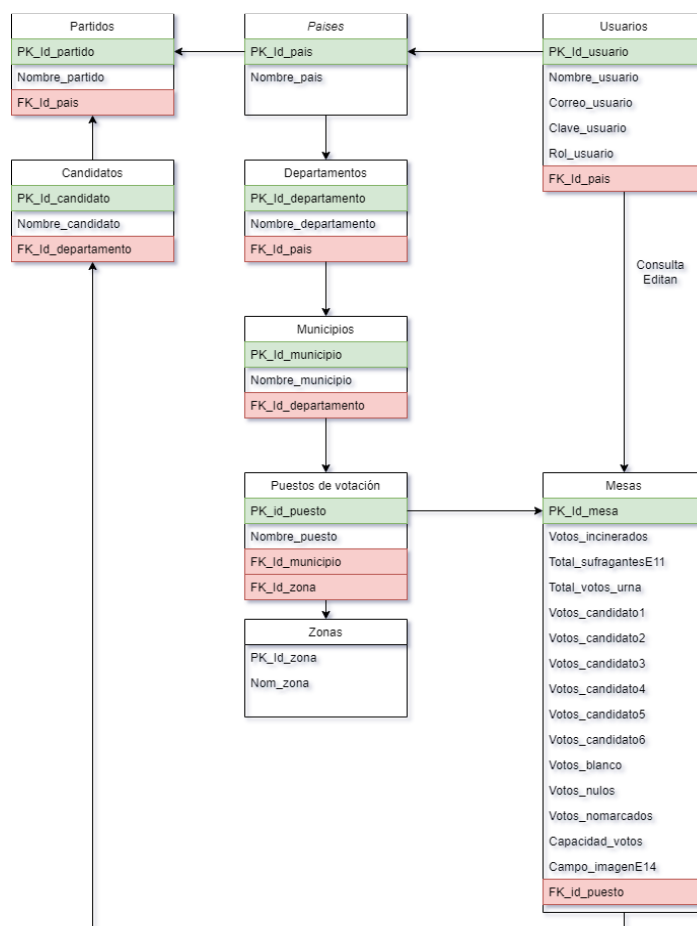 Partidos
PK_Id_partido
Nombre_partido
FK_Id_pais
Paises
PK_Id_pais
Nombre_pais
Usuarios
PK_Id_usuario
Nombre_usuario
Correo_usuario
Clave_usuario
Rol_usuario
FK_Id_pais
Candidatos
PK_Id_candidato
Nombre_candidato
FK_Id_departamento
Departamentos
PK_Id_departamento
Nombre_departamento
FK_Id_pais
Consulta
Editan
Municipios
PK_Id_municipio
Nombre_municipio
FK_Id_departamento
Puestos de votación
PK_id_puesto
Nombre_puesto
FK_Id_municipio
FK_Id_zona
Zonas
PK_Id_zona
Nom_zona
Mesas
PK_Id_mesa
Votos_incinerados
Total_sufragantesE11
Total_votos_urna
Votos_candidato1
Votos_candidato2
Votos_candidato3
Votos_candidato4
Votos_candidato5
Votos_candidato6
Votos_blanco
Votos_nulos
Votos_nomarcados
Capacidad_votos
Campo_imagenE14
FK_id_puesto